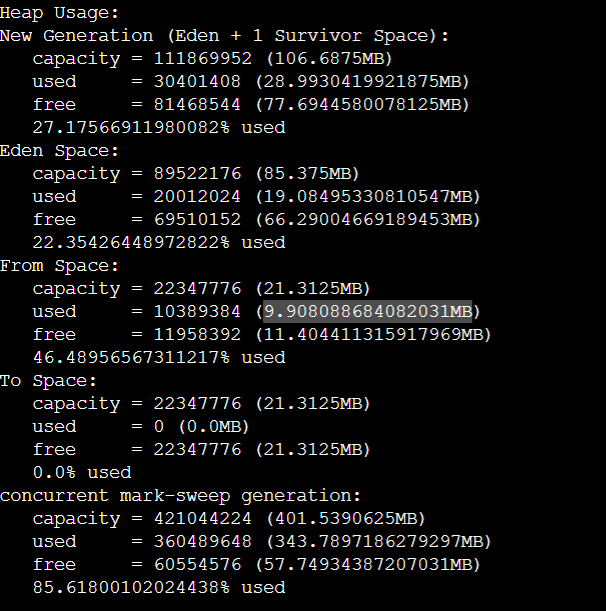 Heap Usage:
New Generation (Eden + 1 Survivor Space):
   capacity = 111869952 (106.6875MB)
   used     = 30401408 (28.9930419921875MB)
   free     = 81468544 (77.6944580078125MB)
   27.17566911980082% used
Eden Space:
   capacity = 89522176 (85.375MB)
   used     = 20012024 (19.08495330810547MB)
   free     = 69510152 (66.29004669189453MB)
   22.35426448972822% used
From Space:
   capacity = 22347776 (21.3125MB)
   used     = 10389384 (9.908088684082031MB)
   free     = 11958392 (11.404411315917969MB)
   46.48956567311217% used
To Space:
   capacity = 22347776 (21.3125MB)
   used     = 0 (0.0MB)
   free     = 22347776 (21.3125MB)
   0.0% used
concurrent mark-sweep generation:
   capacity = 421044224 (401.5390625MB)
   used     = 360489648 (343.7897186279297MB)
   free     = 60554576 (57.74934387207031MB)
   85.61800102024438% used